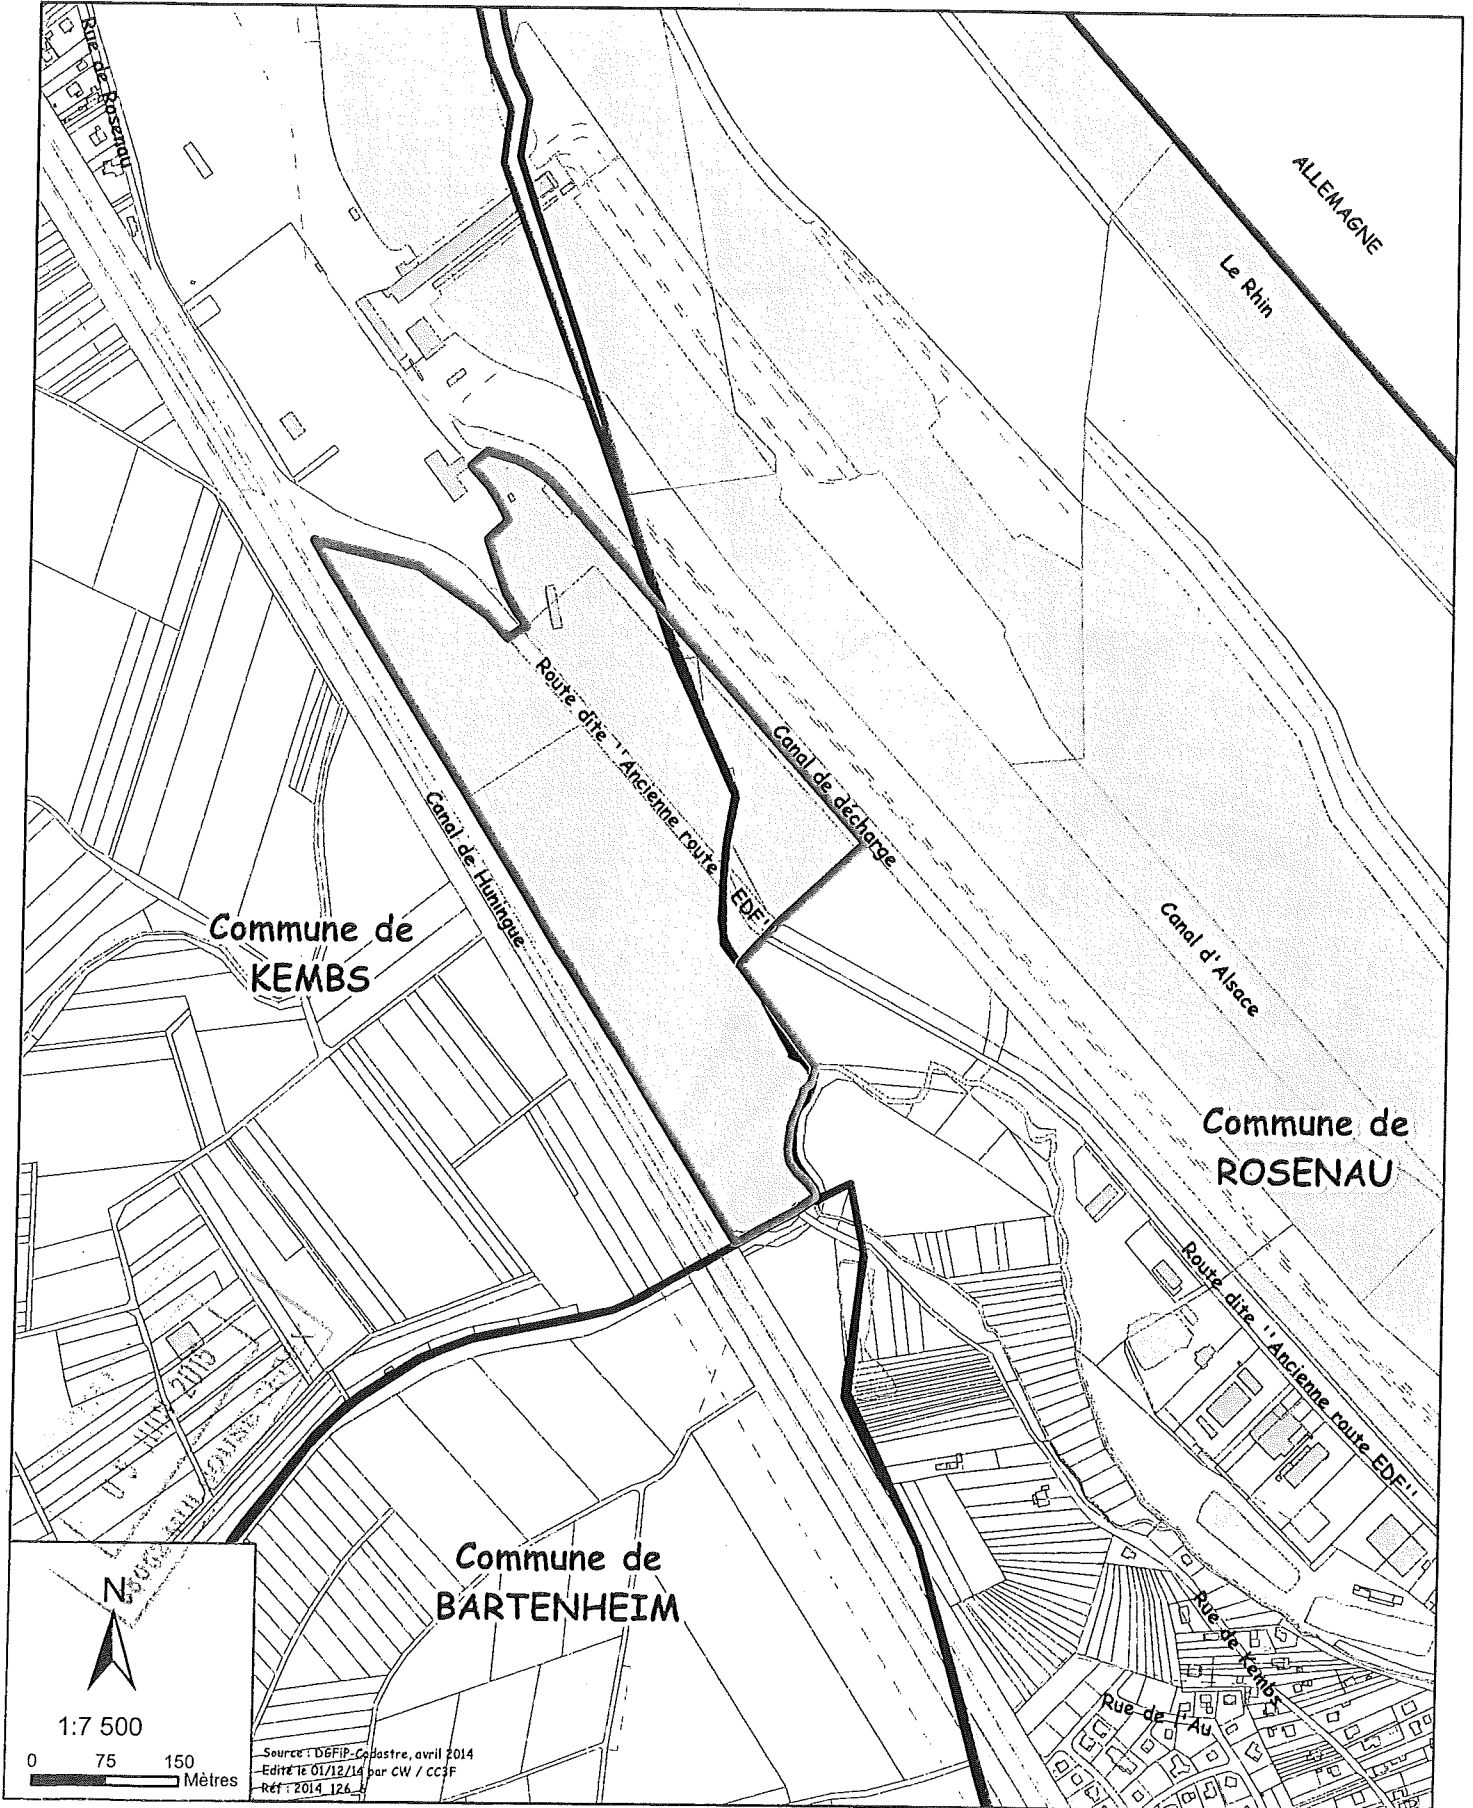 Rue de Rosenau
ALLEMAGNE
Le Rhin
Route dite ''Ancienne route EDF''
Canal de décharge
Canal de Huningue
Commune de
KEMBS
Canal d'Alsace
Commune de
ROSENAU
Route dite ''Ancienne route EDF''
Commune de
BARTENHEIM
Rue de Kembs
Rue de l'Au
N
1:7 500
0 75 150
Mètres
Source : DGFiP-Cadastre, avril 2014
Edité le 01/12/14 par CW / CC3F
Réf : 2014_126
2015